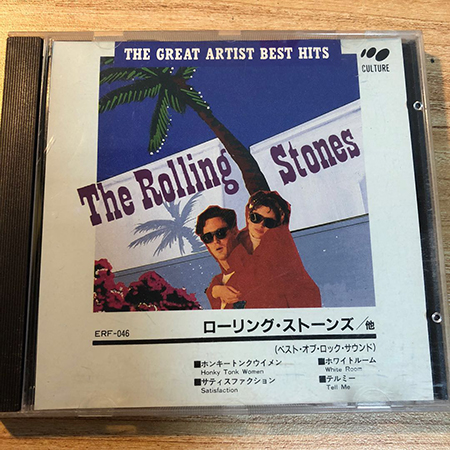 THE GREAT ARTIST BEST HITS
CULTURE
The Rolling Stones
ERF-046
ローリング・ストーンズ/他
(ベスト・オブ・ロック・サウンド)
■ホンキートンクウイメン ■ホワイトルーム
Honky Tonk Women White Room
■サティスファクション ■テルミー
Satisfaction Tell Me